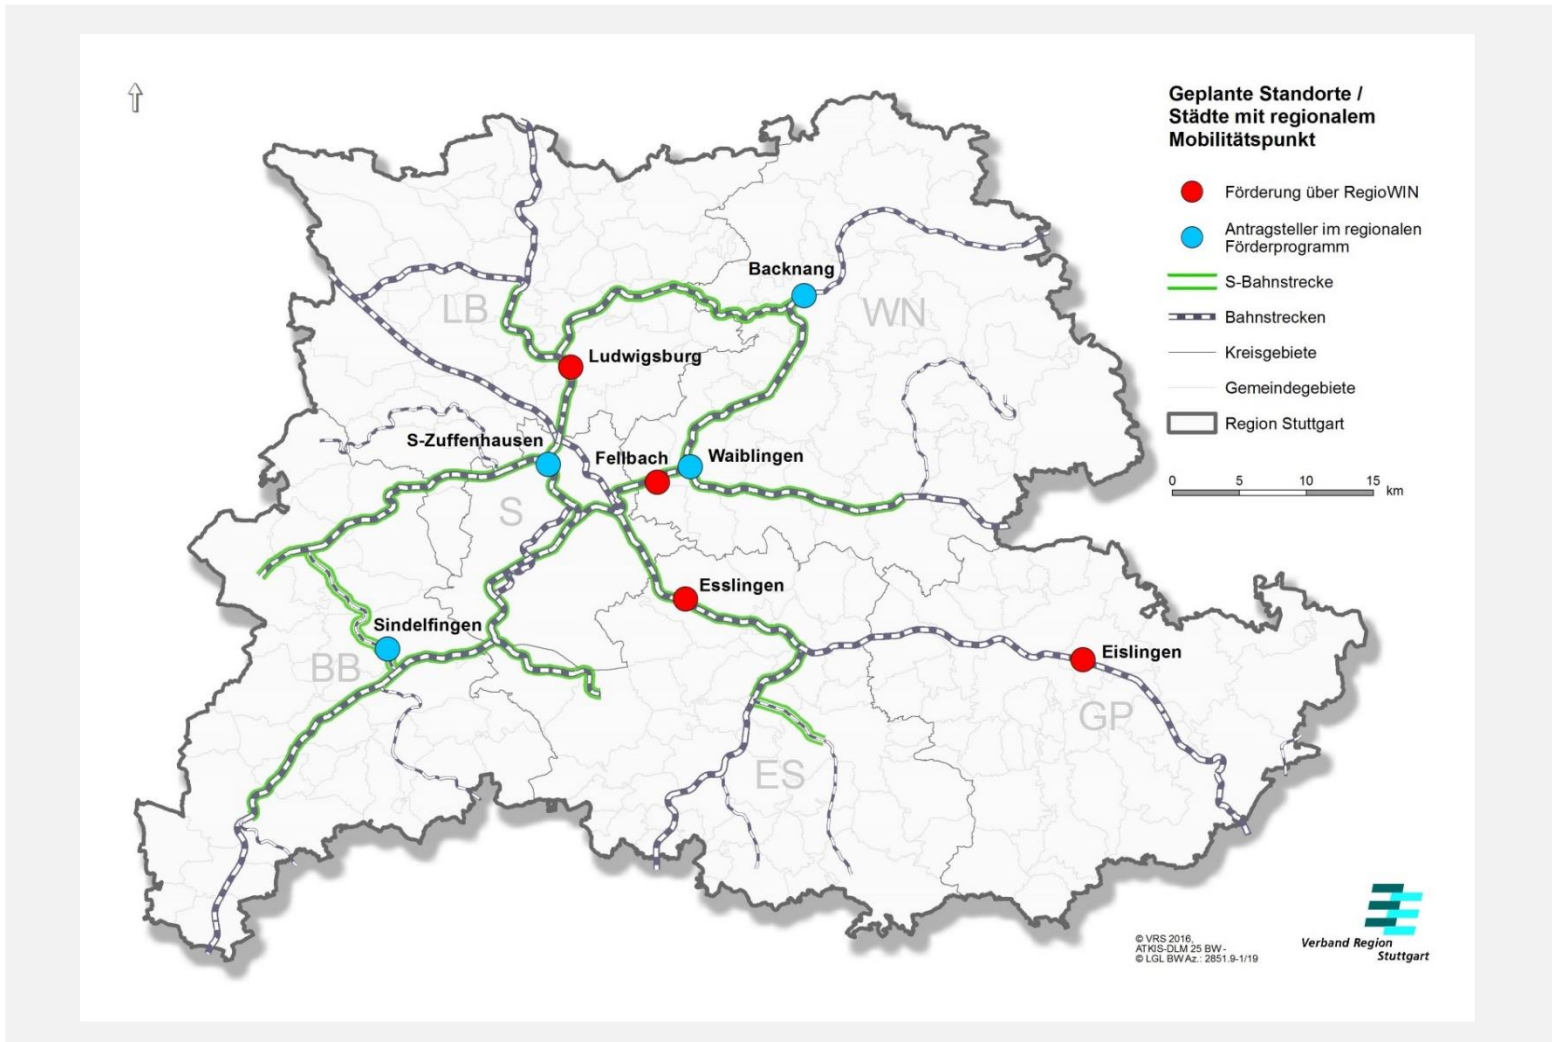 Geplante Standorte /
Städte mit regionalem
Mobilitätspunkt
Förderung über RegioWIN
Antragsteller im regionalen
Förderprogramm
S-Bahnstrecke
Bahnstrecken
Kreisgebiete
Gemeindegebiete
Region Stuttgart
0 5 10 15
km
Backnang
LB
WN
Ludwigsburg
S-Zuffenhausen
Fellbach
Waiblingen
S
Esslingen
Sindelfingen
BB
Eislingen
GP
ES
© VRS 2016,
ATKIS-DLM 25 BW -
© LGL BW Az.: 2851.9-1/19
Verband Region
Stuttgart